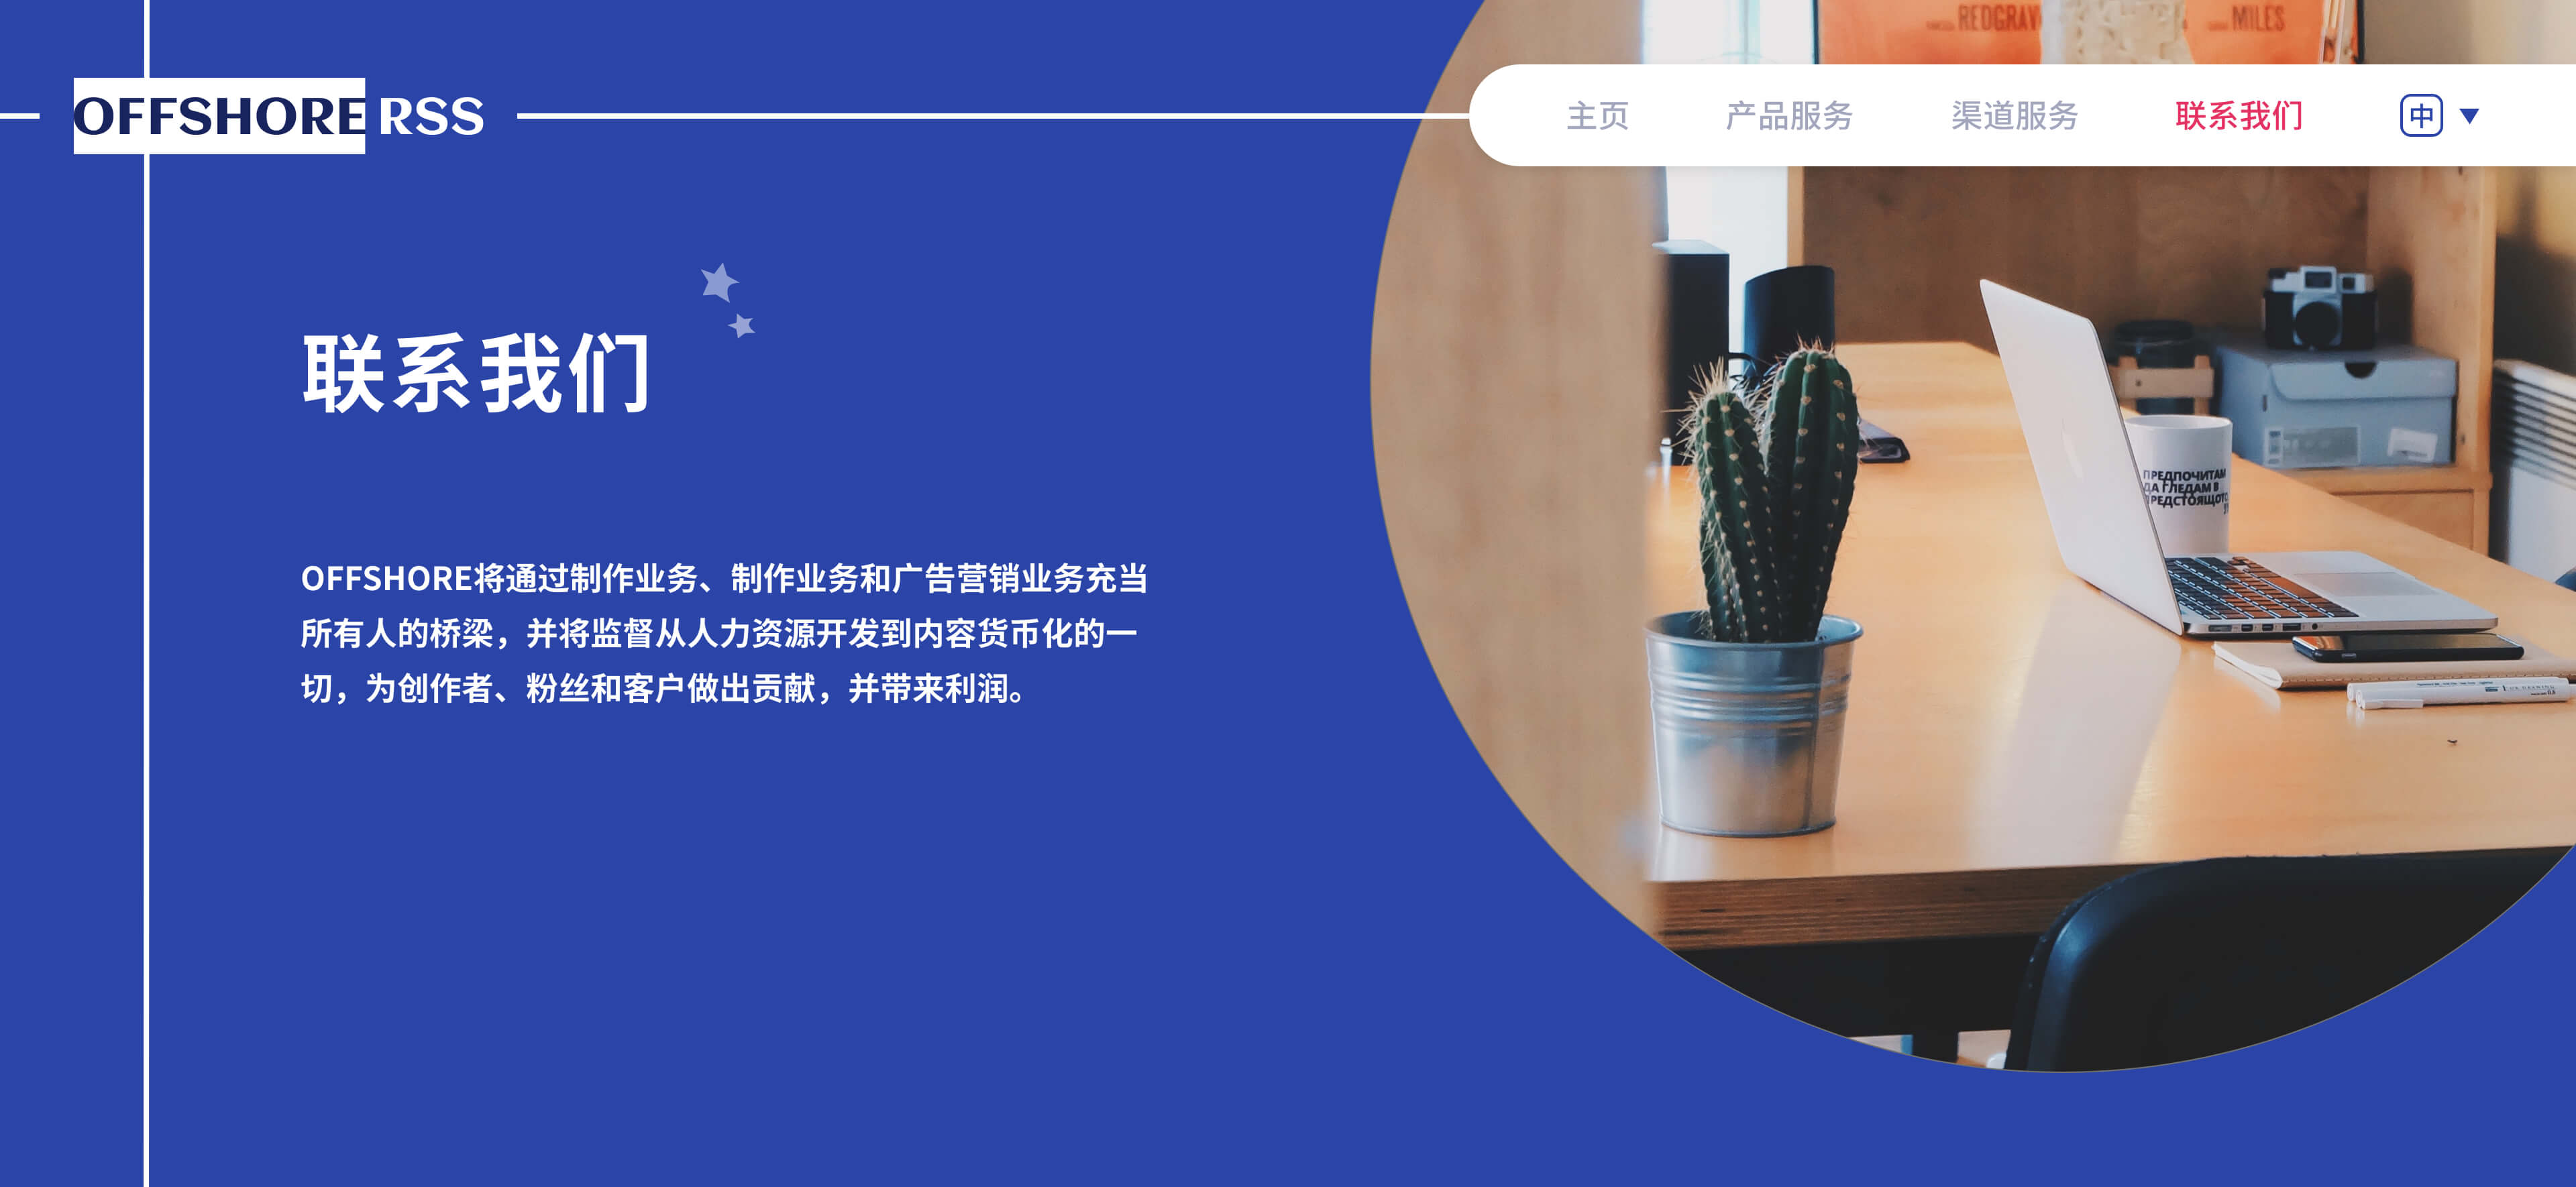 REDGRAV
MILES
OFFSHORE RSS
主页
产品服务
渠道服务
联系我们
中
联系我们
OFFSHORE将通过制作业务、制作业务和广告营销业务充当
所有人的桥梁，并将监督从人力资源开发到内容货币化的一
切，为创作者、粉丝和客户做出贡献，并带来利润。
ПРЕДПОЧИТАМ
ДА ГЛЕДАМ В
ПРЕДСТОЯЩОТО